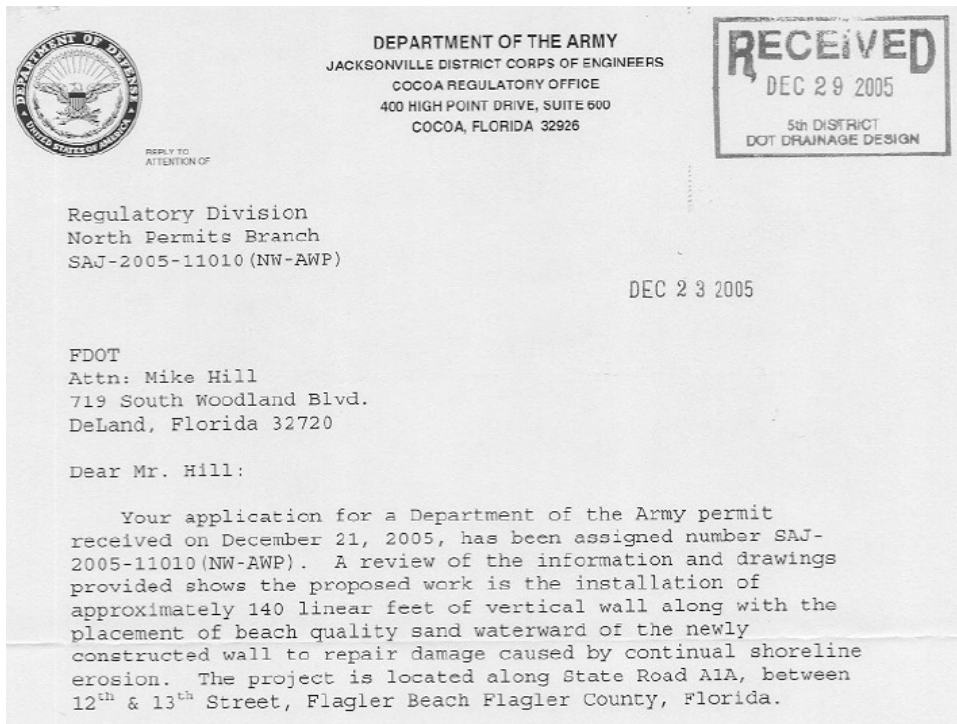 DEPARTMENT OF DEFENSE
UNITED STATES OF AMERICA
DEPARTMENT OF THE ARMY
JACKSONVILLE DISTRICT CORPS OF ENGINEERS
COCOA REGULATORY OFFICE
400 HIGH POINT DRIVE, SUITE 600
COCOA, FLORIDA 32926
RECEIVED
DEC 29 2005
5th DISTRICT
DOT DRAINAGE DESIGN
REPLY TO
ATTENTION OF
Regulatory Division
North Permits Branch
SAJ-2005-11010(NW-AWP)
DEC 23 2005
FDOT
Attn: Mike Hill
719 South Woodland Blvd.
DeLand, Florida 32720
Dear Mr. Hill:
Your application for a Department of the Army permit
received on December 21, 2005, has been assigned number SAJ-
2005-11010(NW-AWP). A review of the information and drawings
provided shows the proposed work is the installation of
approximately 140 linear feet of vertical wall along with the
placement of beach quality sand waterward of the newly
constructed wall to repair damage caused by continual shoreline
erosion. The project is located along State Road A1A, between
12th & 13th Street, Flagler Beach Flagler County, Florida.